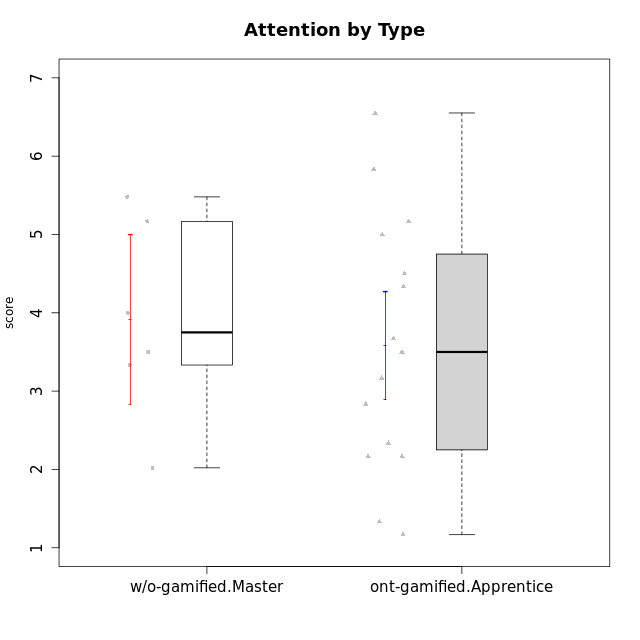 Attention by Type
7
6
5
4
3
2
1
score
w/o-gamified.Master
ont-gamified.Apprentice